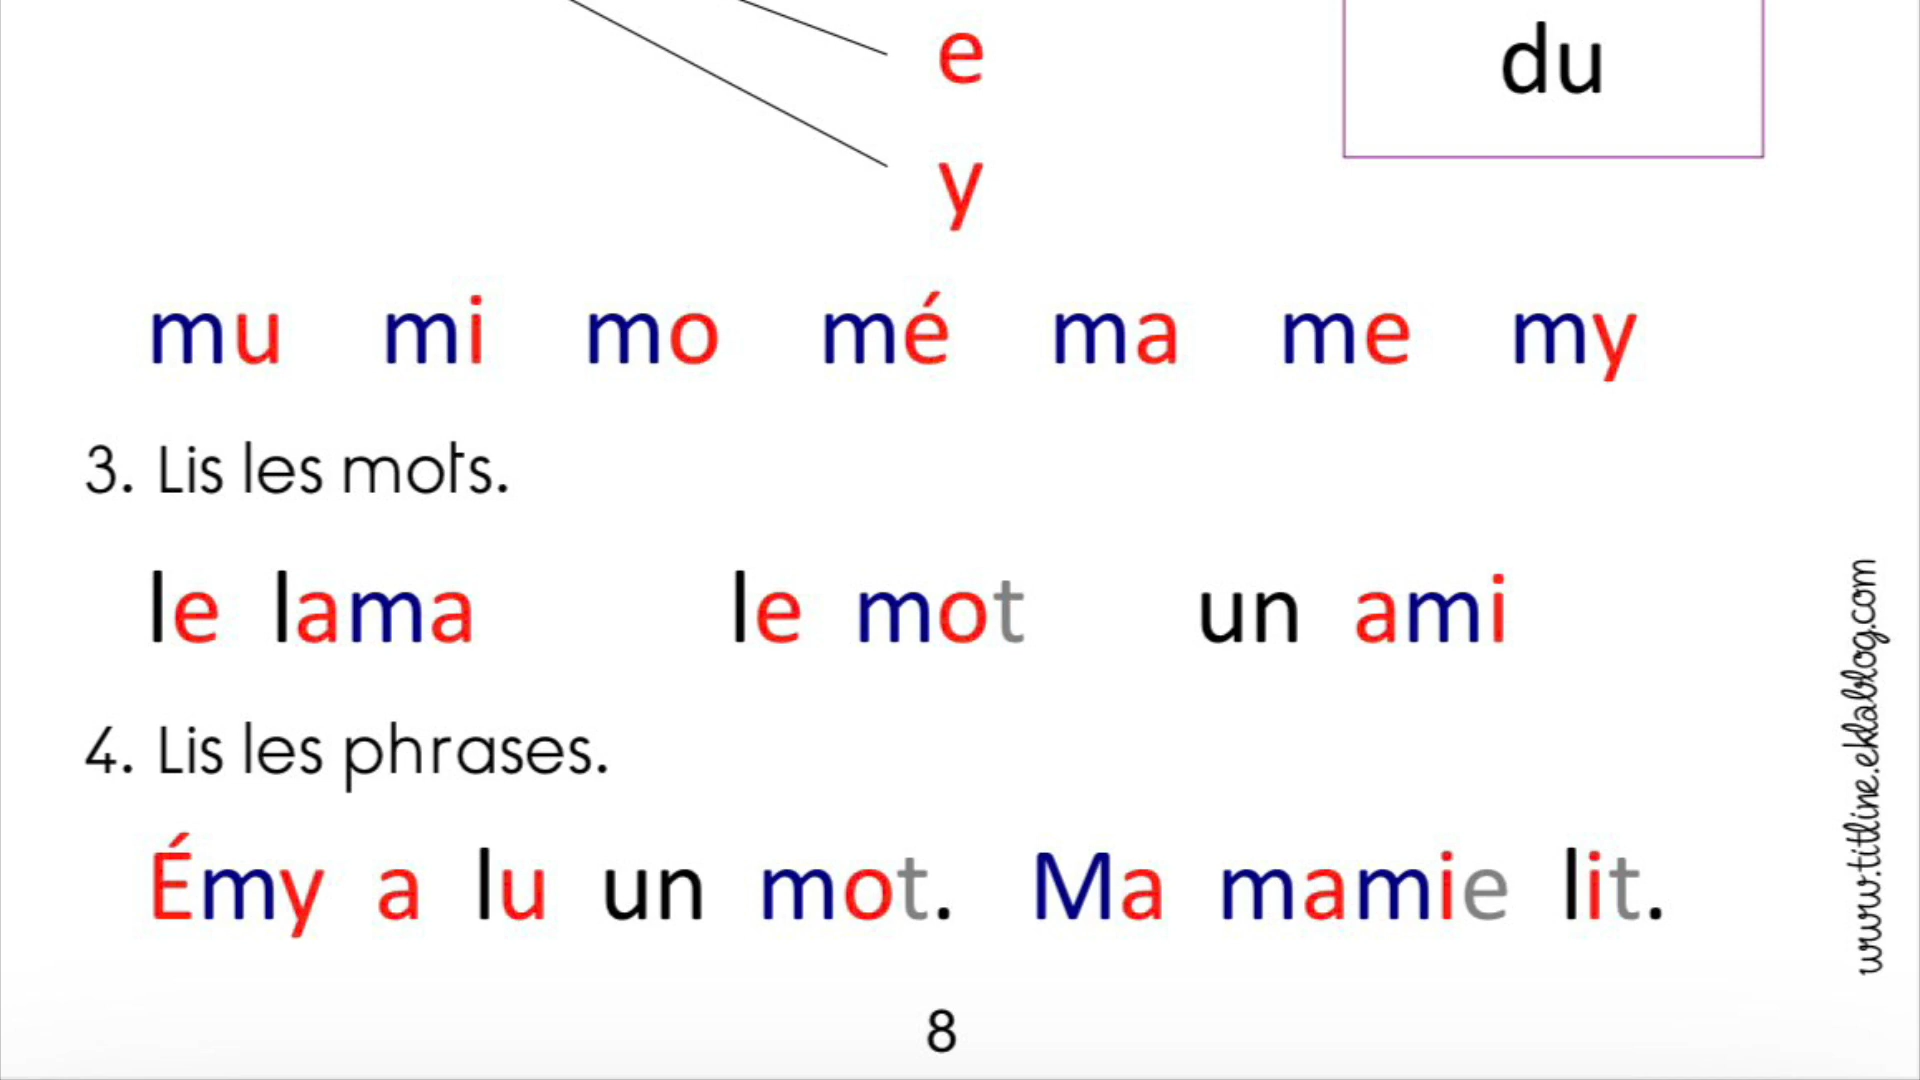 e
du
y
mu mi mo mé ma me my
3. Lis les mots.
le lama le mot un ami
4. Lis les phrases.
Émy a lu un mot. Ma mamie lit.
www.titline.eklablog.com
8